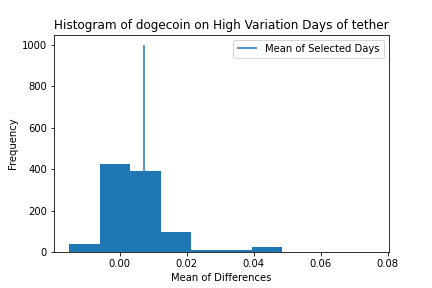 Histogram of dogecoin on High Variation Days of tether
Mean of Selected Days
1000
800
600
400
200
0
Frequency
0.00 0.02 0.04 0.06 0.08
Mean of Differences